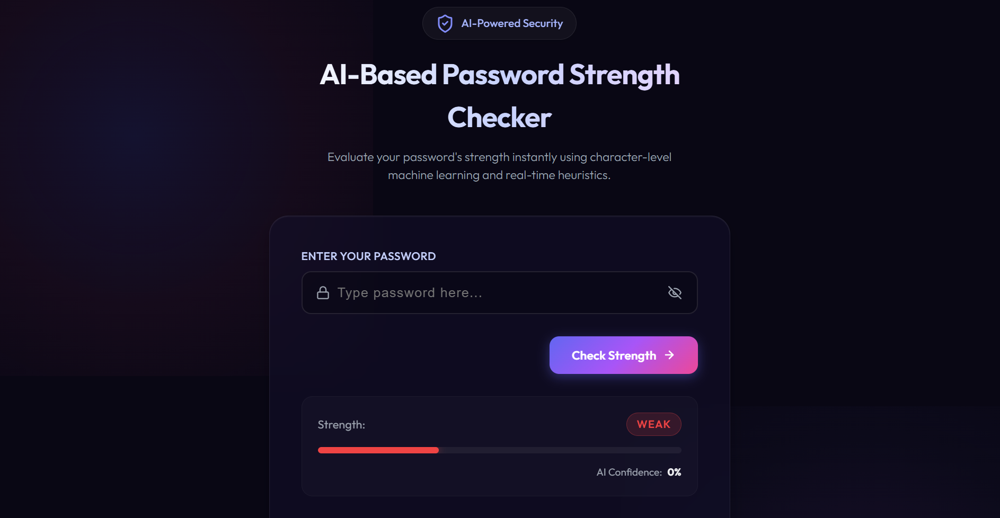 AI-Powered Security
AI-Based Password Strength
Checker
Evaluate your password's strength instantly using character-level
machine learning and real-time heuristics.
ENTER YOUR PASSWORD
Type password here...
Check Strength
Strength:
WEAK
AI Confidence: 0%